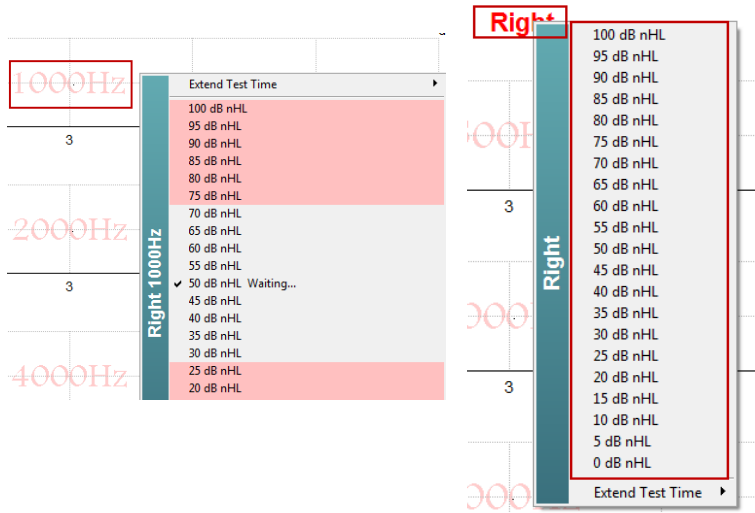 1000Hz
3
2000Hz
3
4000Hz
Right 1000Hz
Extend Test Time
100 dB nHL
95 dB nHL
90 dB nHL
85 dB nHL
80 dB nHL
75 dB nHL
70 dB nHL
65 dB nHL
60 dB nHL
55 dB nHL
50 dB nHL Waiting...
45 dB nHL
40 dB nHL
35 dB nHL
30 dB nHL
25 dB nHL
20 dB nHL
Right
3
3
Right
100 dB nHL
95 dB nHL
90 dB nHL
85 dB nHL
80 dB nHL
75 dB nHL
70 dB nHL
65 dB nHL
60 dB nHL
55 dB nHL
50 dB nHL
45 dB nHL
40 dB nHL
35 dB nHL
30 dB nHL
25 dB nHL
20 dB nHL
15 dB nHL
10 dB nHL
5 dB nHL
0 dB nHL
Extend Test Time